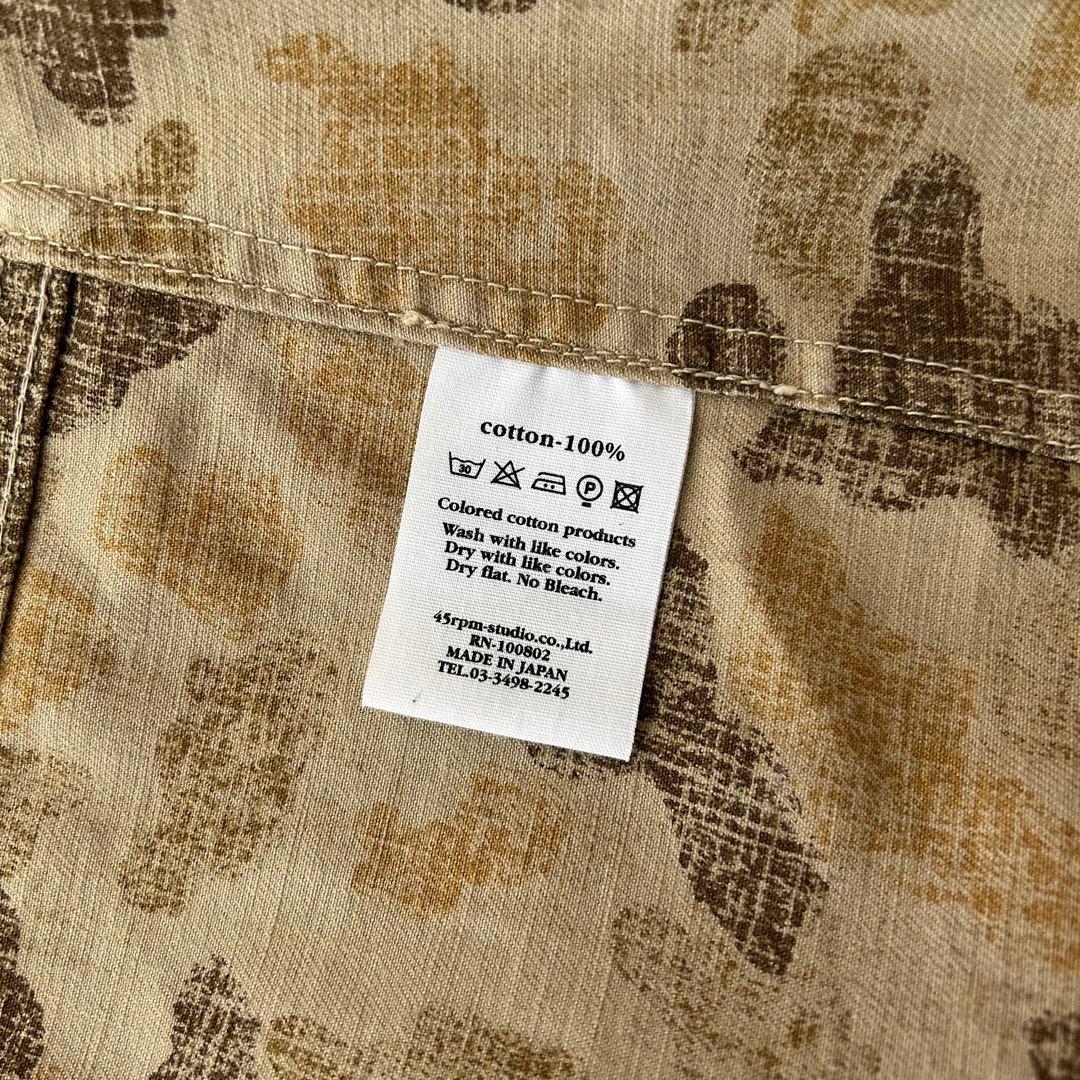 cotton-100%
30 P
Colored cotton products
Wash with like colors.
Dry with like colors.
Dry flat. No Bleach.
45rpm-studio.co.,Ltd.
RN-100802
MADE IN JAPAN
TEL.03-3498-2245